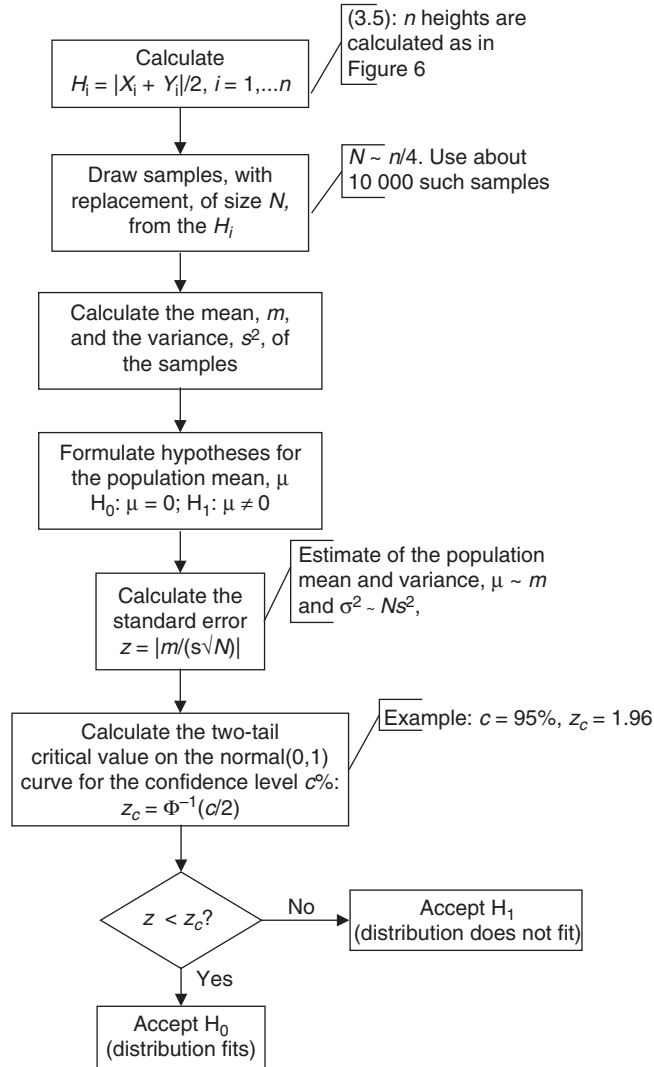 Calculate
Hᵢ = |Xᵢ + Yᵢ|/2, i = 1,...n
(3.5): n heights are
calculated as in
Figure 6
Draw samples, with
replacement, of size N,
from the Hᵢ
N ~ n/4. Use about
10 000 such samples
Calculate the mean, m,
and the variance, s², of
the samples
Formulate hypotheses for
the population mean, μ
H₀: μ = 0; H₁: μ ≠ 0
Calculate the
standard error
z = |m/(s√N)|
Estimate of the population
mean and variance, μ ~ m
and σ² ~ Ns²,
Calculate the two-tail
critical value on the normal(0,1)
curve for the confidence level c%:
z_c = Φ⁻¹(c/2)
Example: c = 95%, z_c = 1.96
z < z_c?
No
Accept H₁
(distribution does not fit)
Yes
Accept H₀
(distribution fits)